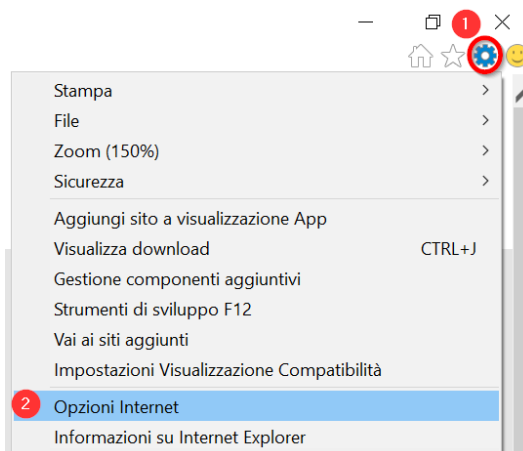 1
Stampa
File
Zoom (150%)
Sicurezza
Aggiungi sito a visualizzazione App
Visualizza download CTRL+J
Gestione componenti aggiuntivi
Strumenti di sviluppo F12
Vai ai siti aggiunti
Impostazioni Visualizzazione Compatibilità
2 Opzioni Internet
Informazioni su Internet Explorer